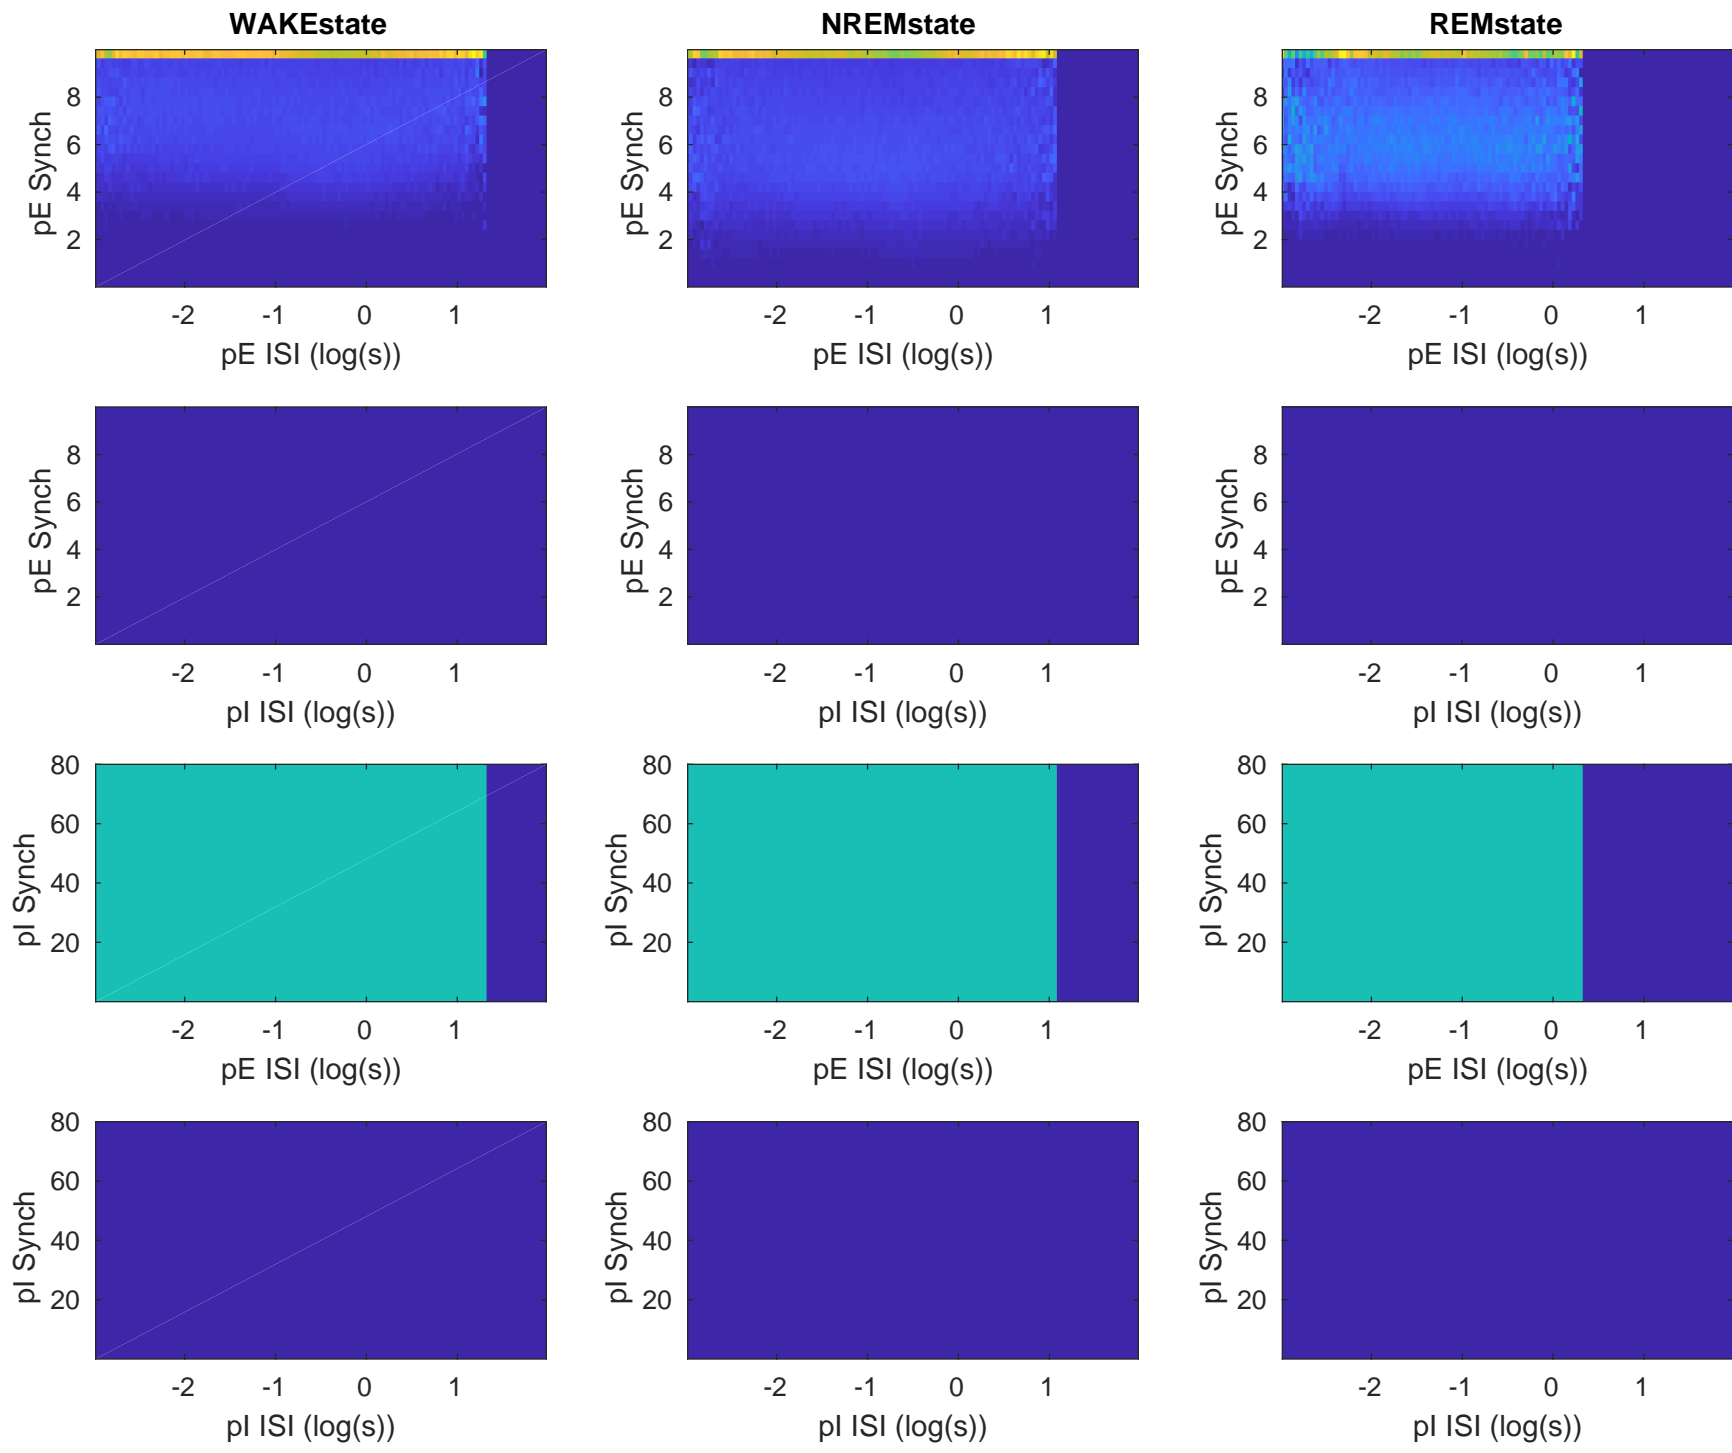 WAKEstate NREMstate REMstate
8 8 8
6 6 6
4 4 4
2 2 2
pE Synch pE Synch pE Synch
-2 -1 0 1 -2 -1 0 1 -2 -1 0 1
pE ISI (log(s)) pE ISI (log(s)) pE ISI (log(s))
8 8 8
6 6 6
4 4 4
2 2 2
pE Synch pE Synch pE Synch
-2 -1 0 1 -2 -1 0 1 -2 -1 0 1
pI ISI (log(s)) pI ISI (log(s)) pI ISI (log(s))
80 80 80
60 60 60
40 40 40
20 20 20
pI Synch pI Synch pI Synch
-2 -1 0 1 -2 -1 0 1 -2 -1 0 1
pE ISI (log(s)) pE ISI (log(s)) pE ISI (log(s))
80 80 80
60 60 60
40 40 40
20 20 20
pI Synch pI Synch pI Synch
-2 -1 0 1 -2 -1 0 1 -2 -1 0 1
pI ISI (log(s)) pI ISI (log(s)) pI ISI (log(s))